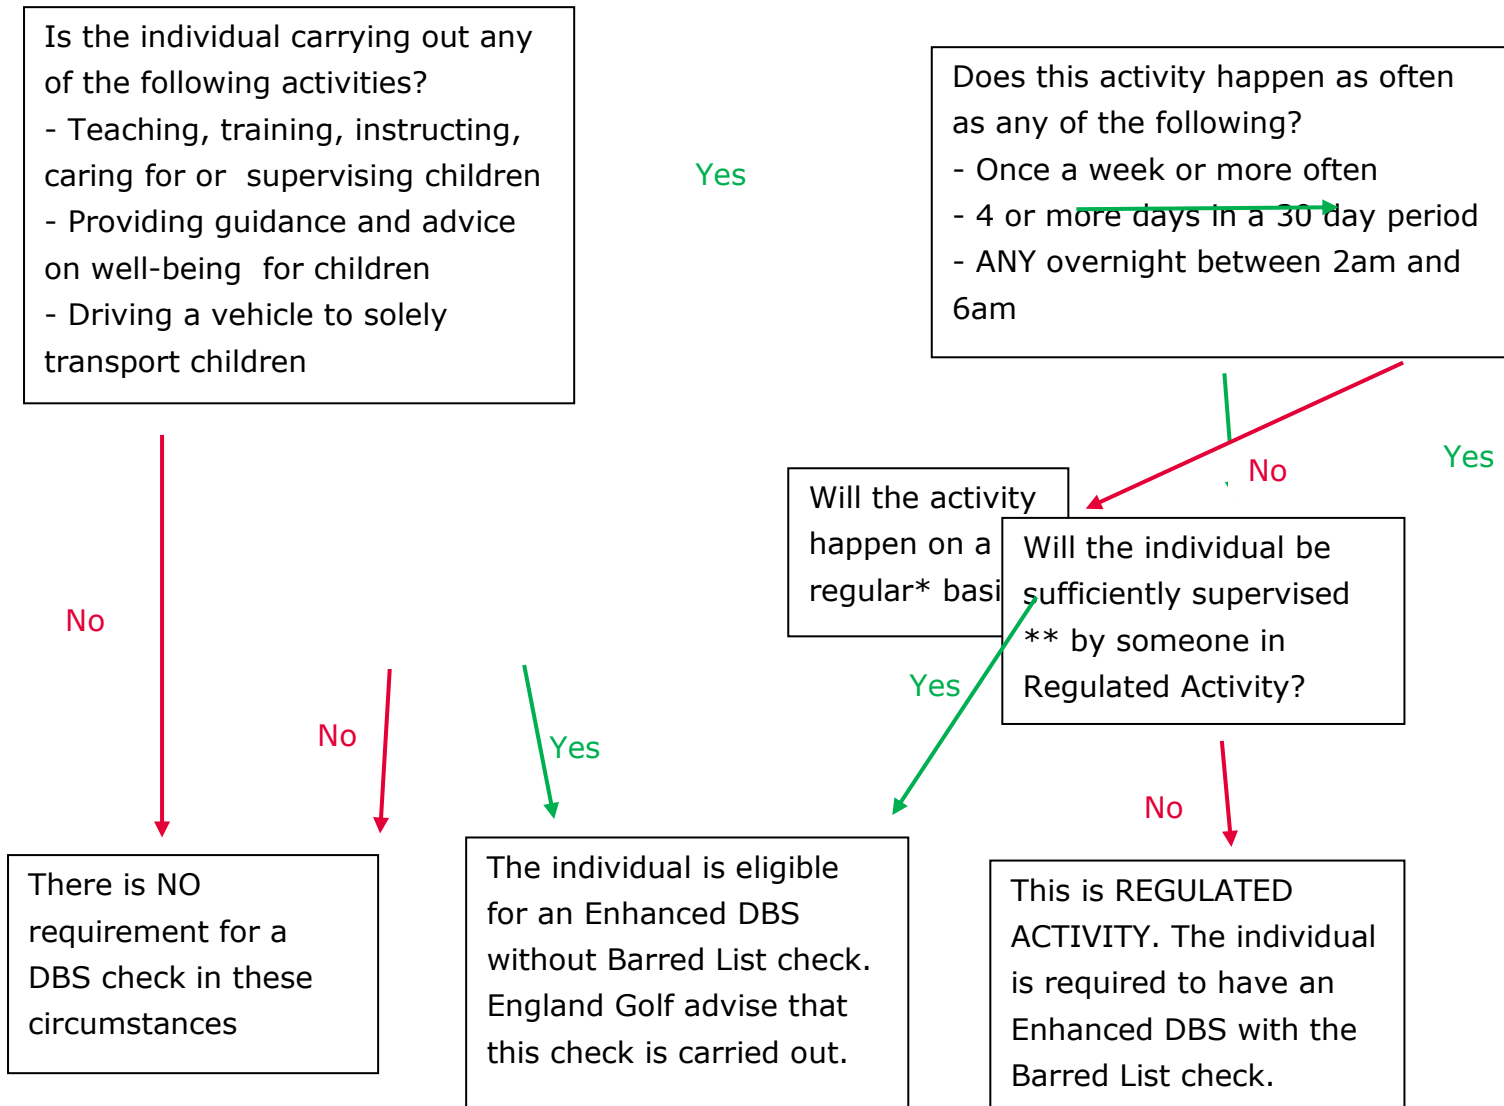 Is the individual carrying out any
of the following activities?
- Teaching, training, instructing,
caring for or supervising children
- Providing guidance and advice
on well-being for children
- Driving a vehicle to solely
transport children
Yes
Does this activity happen as often
as any of the following?
- Once a week or more often
- 4 or more days in a 30 day period
- ANY overnight between 2am and
6am
No
Yes
Will the activity
happen on a
regular* basi
Will the individual be
sufficiently supervised
** by someone in
Regulated Activity?
No
Yes
No
Yes
No
There is NO
requirement for a
DBS check in these
circumstances
The individual is eligible
for an Enhanced DBS
without Barred List check.
England Golf advise that
this check is carried out.
This is REGULATED
ACTIVITY. The individual
is required to have an
Enhanced DBS with the
Barred List check.